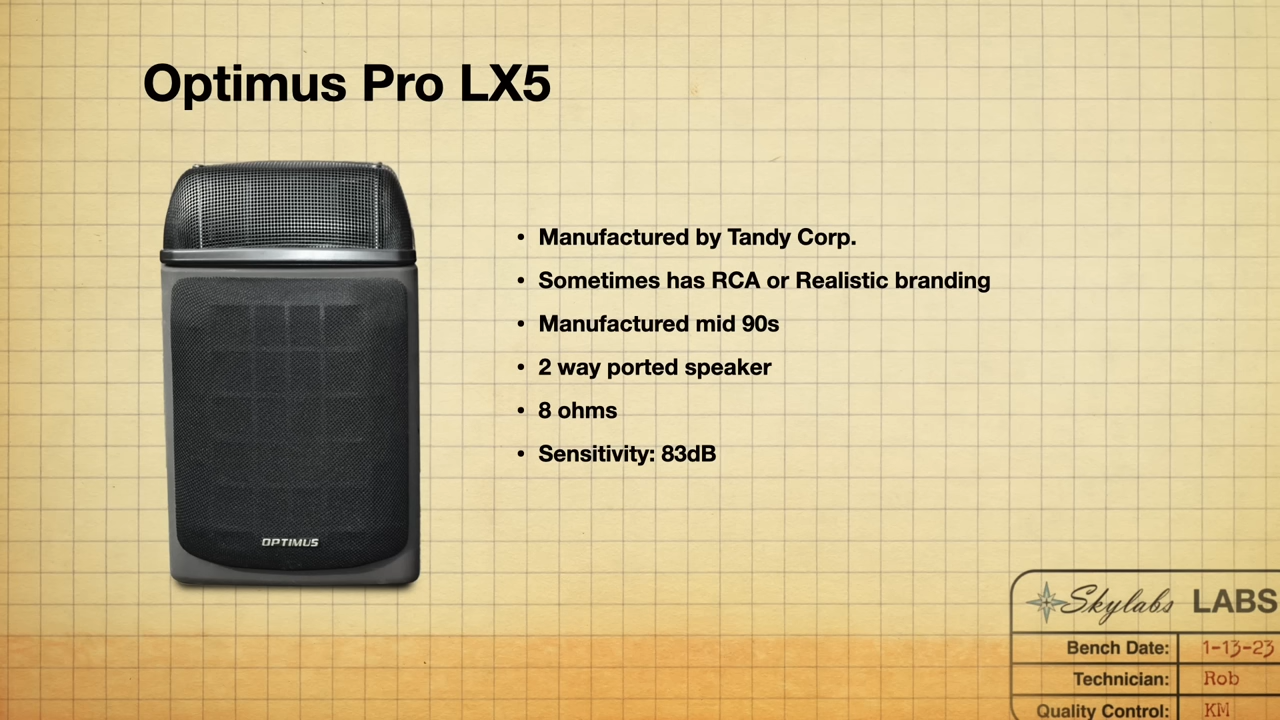 Optimus Pro LX5
• Manufactured by Tandy Corp.
• Sometimes has RCA or Realistic branding
• Manufactured mid 90s
• 2 way ported speaker
• 8 ohms
• Sensitivity: 83dB
OPTIMUS
Skylabs LABS
Bench Date: 1-13-23
Technician: Rob
Quality Control: KM